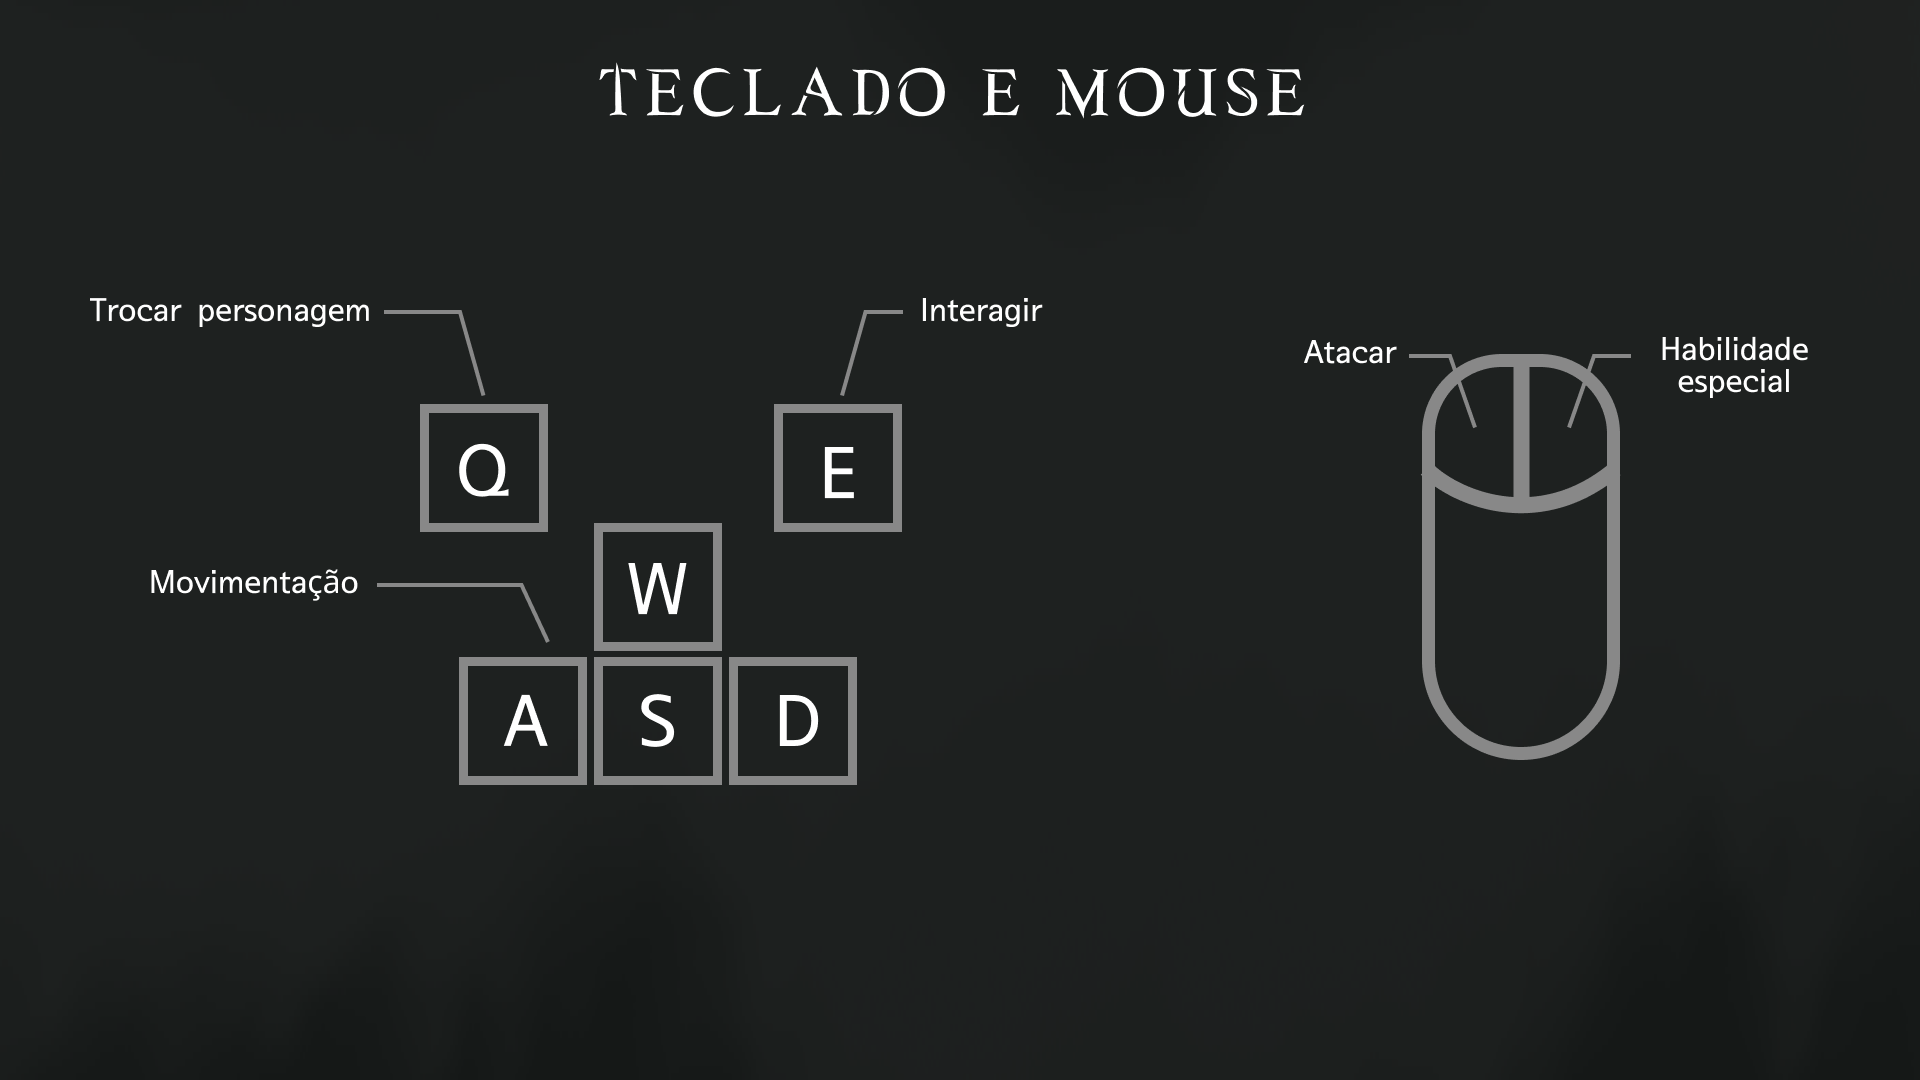 TECLADO E MOUSE
Trocar personagem
Interagir
Atacar
Habilidade
especial
Q
E
Movimentação
W
A S D